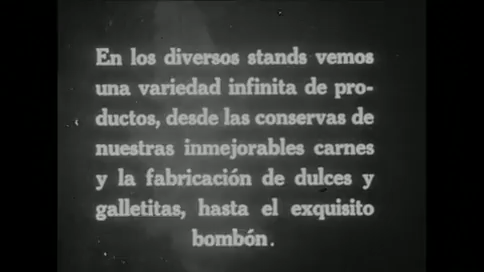 En los diversos stands vemos
una variedad infinita de pro-
ductos, desde las conservas de
nuestras inmejorables carnes
y la fabricación de dulces y
galletitas, hasta el exquisito
bombón.